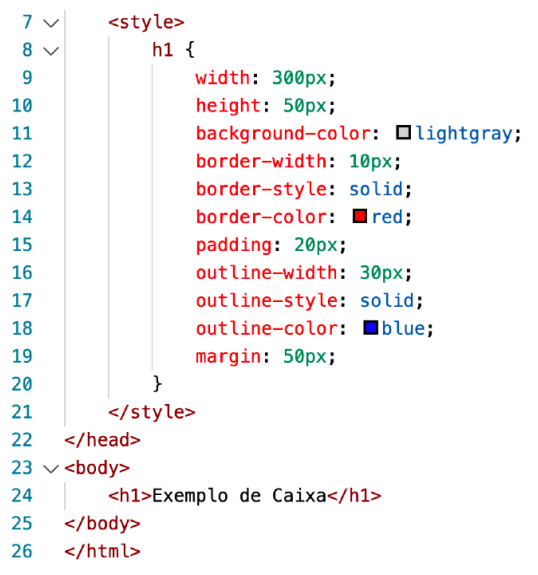 7 <style>
8 h1 {
9 width: 300px;
10 height: 50px;
11 background-color: lightgray;
12 border-width: 10px;
13 border-style: solid;
14 border-color: red;
15 padding: 20px;
16 outline-width: 30px;
17 outline-style: solid;
18 outline-color: blue;
19 margin: 50px;
20 }
21 </style>
22 </head>
23 <body>
24 <h1>Exemplo de Caixa</h1>
25 </body>
26 </html>